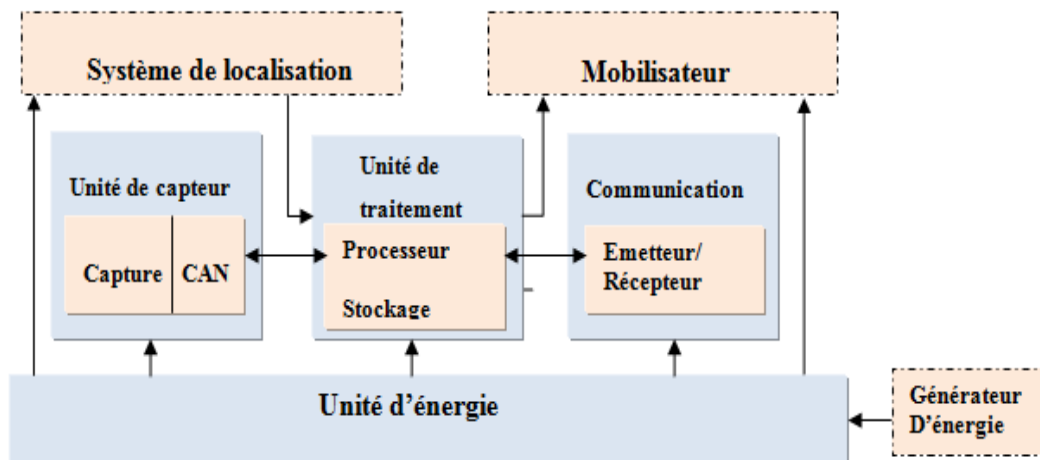 Système de localisation
Mobilisateur
Unité de capteur
Capture
CAN
Unité de
traitement
Processeur
Stockage
Communication
Emetteur/
Récepteur
Unité d’énergie
Générateur
D’énergie